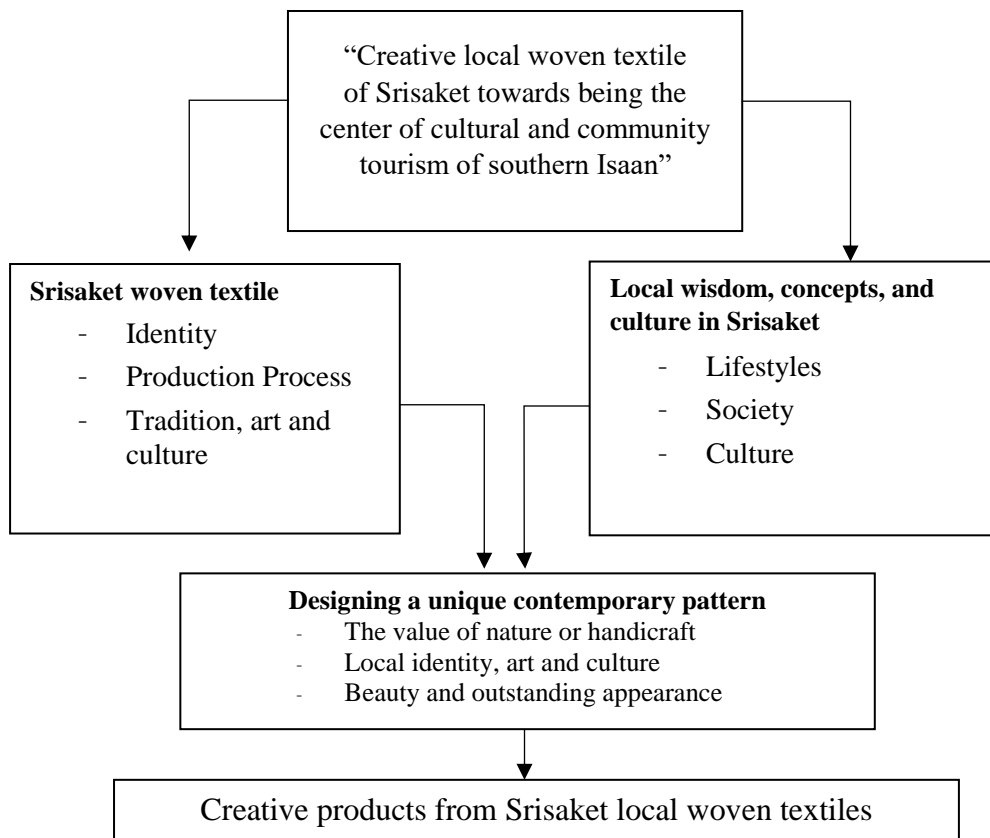 “Creative local woven textile
of Srisaket towards being the
center of cultural and community
tourism of southern Isaan”
Srisaket woven textile
- Identity
- Production Process
- Tradition, art and
culture
Local wisdom, concepts, and
culture in Srisaket
- Lifestyles
- Society
- Culture
Designing a unique contemporary pattern
- The value of nature or handicraft
- Local identity, art and culture
- Beauty and outstanding appearance
Creative products from Srisaket local woven textiles